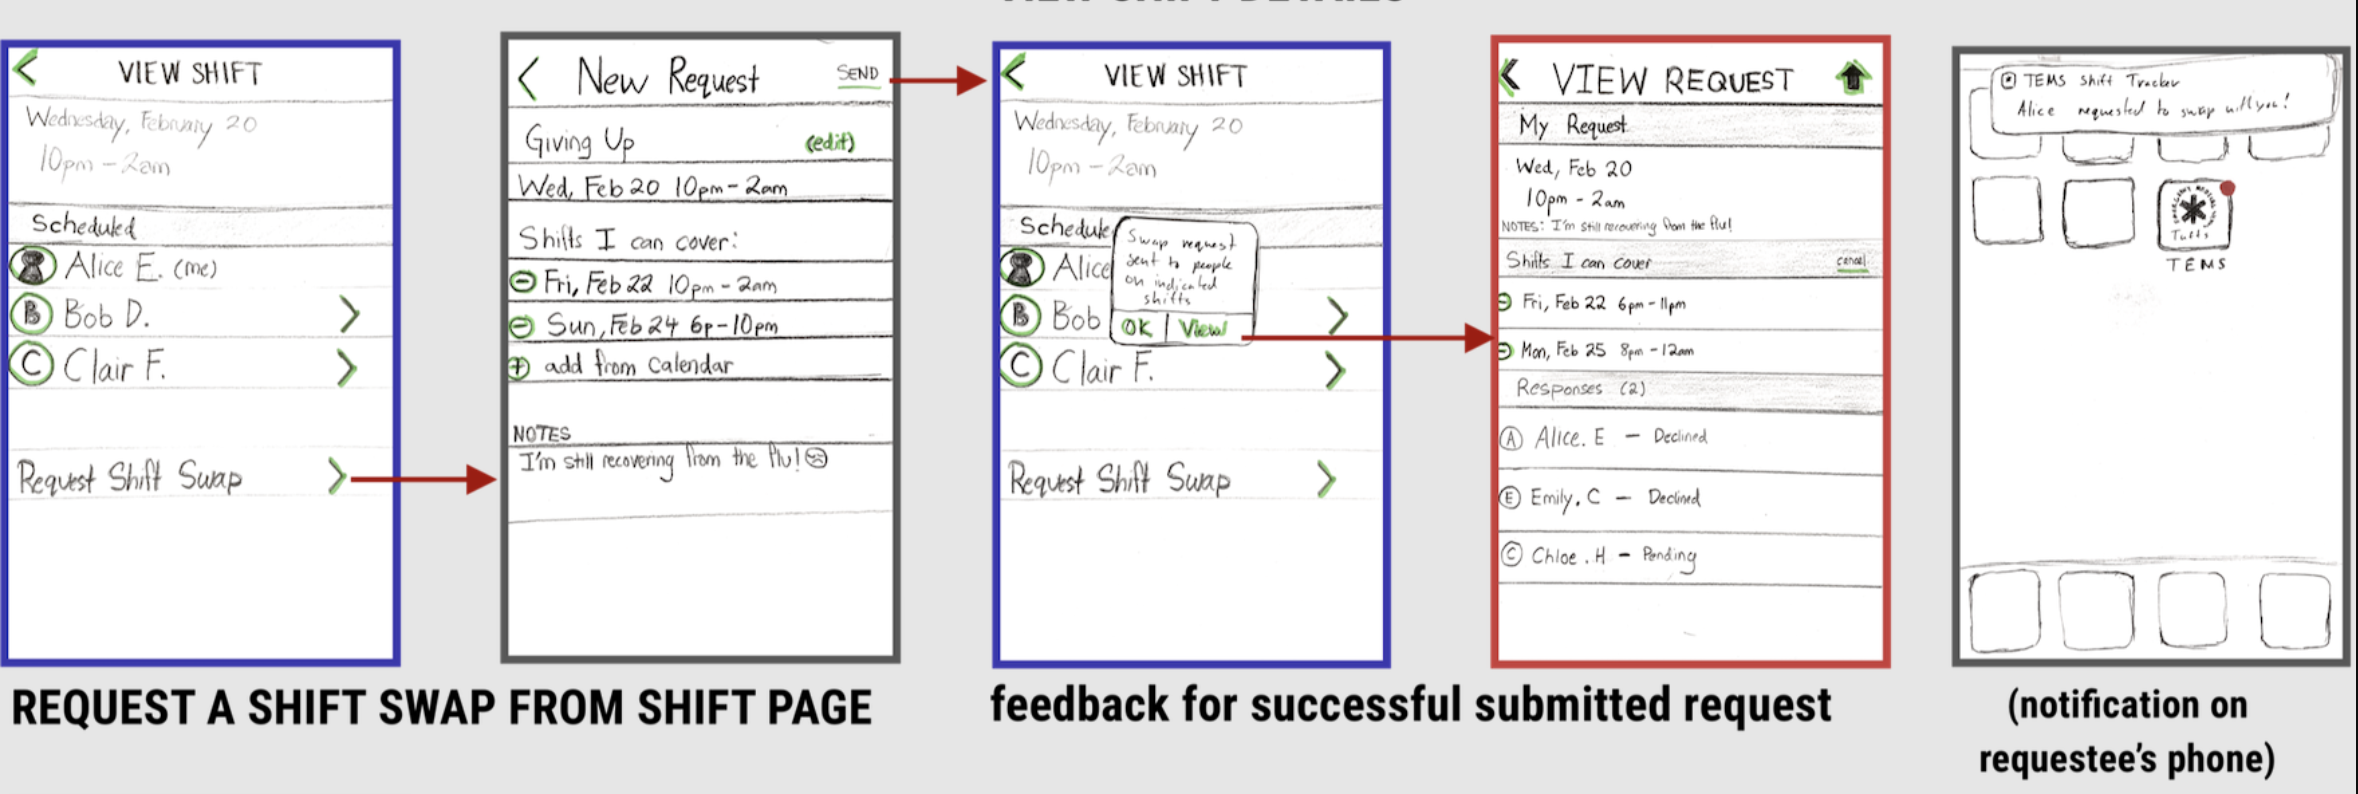 VIEW SHIFT DETAILS
VIEW SHIFT
Wednesday, February 20
10pm - 2am
Scheduled
Alice E. (me)
B Bob D.
C Clair F.
Request Shift Swap
New Request
SEND
Giving Up (edit)
Wed, Feb 20 10pm - 2am
Shifts I can cover:
Fri, Feb 22 10pm - 2am
Sun, Feb 24 6p - 10pm
add from Calendar
NOTES
I'm still recovering from the flu!
REQUEST A SHIFT SWAP FROM SHIFT PAGE
VIEW SHIFT
Wednesday, February 20
10pm - 2am
Schedule
Alice
B Bob
C Clair F.
Swap request
sent to people
on indicated
shifts
OK | View
Request Shift Swap
VIEW REQUEST
My Request
Wed, Feb 20
10pm - 2am
NOTES: I'm still recovering from the flu!
Shifts I can cover cancel
Fri, Feb 22 6pm - 11pm
Mon, Feb 25 8pm - 12am
Responses (2)
A Alice. E - Declined
E Emily. C - Declined
C Chloe. H - Pending
feedback for successful submitted request
TEMS Shift Tracker
Alice requested to swap w/ you!
Tufts
TEMS
(notification on
requestee's phone)